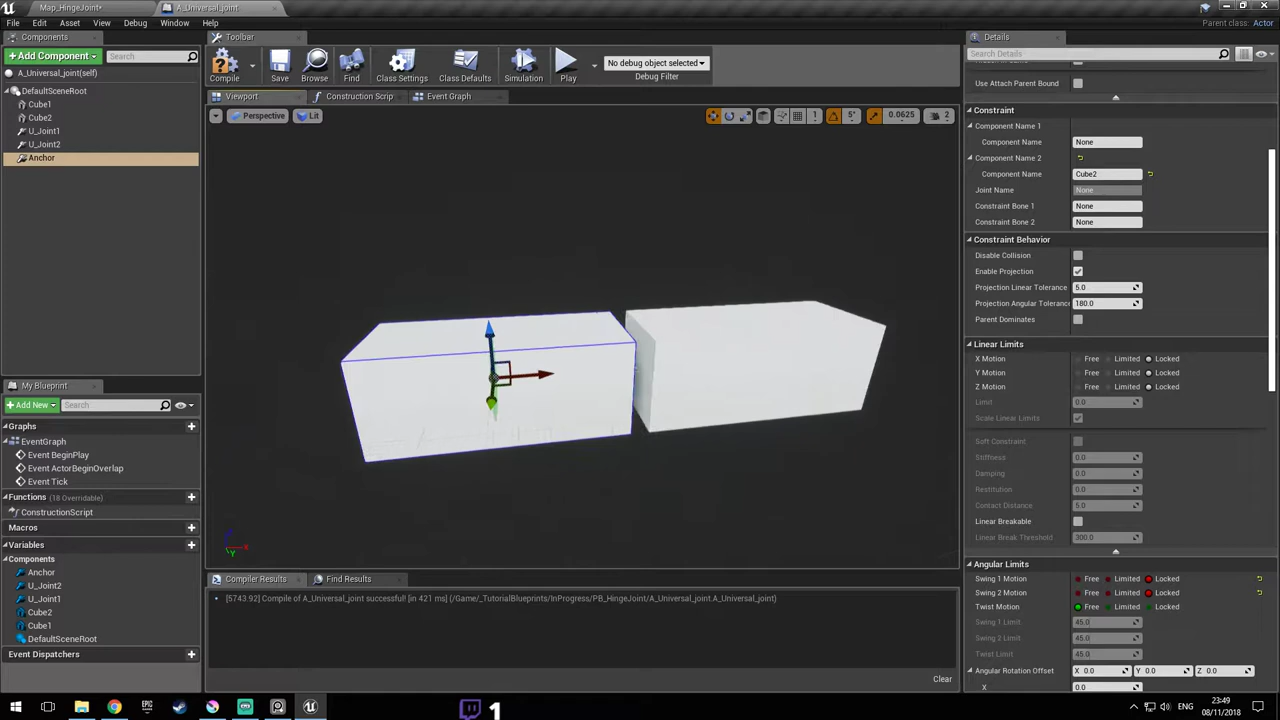 Map_HingeJoint*
A_Universal_joint
Parent class: Actor
File Edit Asset View Debug Window Help
Components
Add Component
Search
A_Universal_joint(self)
DefaultSceneRoot
Cube1
Cube2
U_Joint1
U_Joint2
Anchor
My Blueprint
Add New
Search
Graphs
EventGraph
Event BeginPlay
Event ActorBeginOverlap
Event Tick
Functions (18 Overridable)
ConstructionScript
Macros
Variables
Components
Anchor
U_Joint2
U_Joint1
Cube2
Cube1
DefaultSceneRoot
Event Dispatchers
Toolbar
Compile Save Browse Find Class Settings Class Defaults Simulation Play
No debug object selected
Debug Filter
Viewport Construction Scrip Event Graph
Perspective Lit
1 5° 0.0625 2
Z X Y
Compiler Results Find Results
[5743.92] Compile of A_Universal_joint successful! [in 421 ms] (/Game/_TutorialBlueprints/InProgress/PB_HingeJoint/A_Universal_joint.A_Universal_joint)
Clear
Details
Search Details
Use Attach Parent Bound
Constraint
Component Name 1
Component Name None
Component Name 2
Component Name Cube2
Joint Name None
Constraint Bone 1 None
Constraint Bone 2 None
Constraint Behavior
Disable Collision
Enable Projection
Projection Linear Tolerance 5.0
Projection Angular Toleranc 180.0
Parent Dominates
Linear Limits
X Motion Free Limited Locked
Y Motion Free Limited Locked
Z Motion Free Limited Locked
Limit 0.0
Scale Linear Limits
Soft Constraint
Stiffness 0.0
Damping 0.0
Restitution 0.0
Contact Distance 5.0
Linear Breakable
Linear Break Threshold 300.0
Angular Limits
Swing 1 Motion Free Limited Locked
Swing 2 Motion Free Limited Locked
Twist Motion Free Limited Locked
Swing 1 Limit 45.0
Swing 2 Limit 45.0
Twist Limit 45.0
Angular Rotation Offset X 0.0 Y 0.0 Z 0.0
X 0.0
1
23:49
08/11/2018